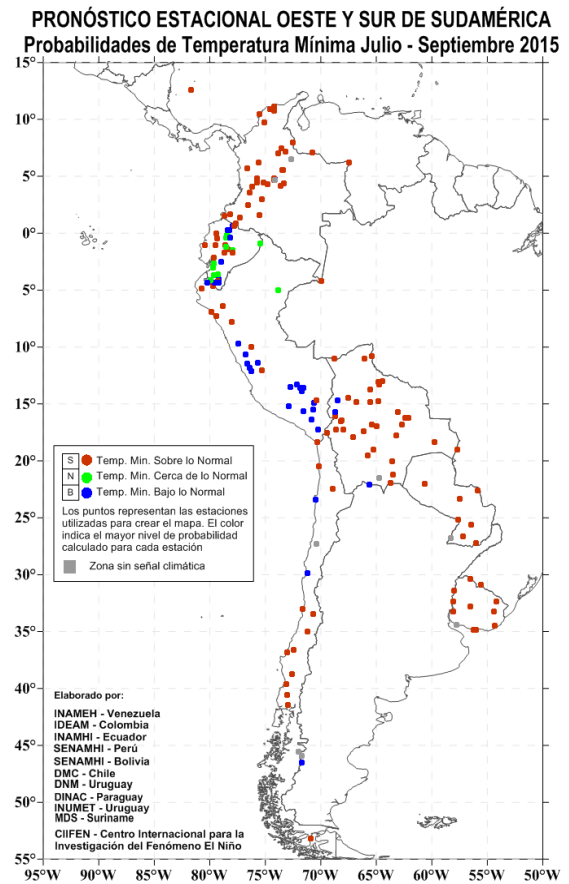 PRONÓSTICO ESTACIONAL OESTE Y SUR DE SUDAMÉRICA
Probabilidades de Temperatura Mínima Julio - Septiembre 2015
15°
10°
5°
0°
5°
10°
15°
20°
S Temp. Min. Sobre lo Normal
N Temp. Min. Cerca de lo Normal
B Temp. Min. Bajo lo Normal
Los puntos representan las estaciones
utilizadas para crear el mapa. El color
indica el mayor nivel de probabilidad
calculado para cada estación
Zona sin señal climática
25°
30°
35°
40°
45°
50°
55°
Elaborado por:
INAMEH - Venezuela
IDEAM - Colombia
INAMHI - Ecuador
SENAMHI - Perú
SENAMHI - Bolivia
DMC - Chile
DNM - Uruguay
DINAC - Paraguay
INUMET - Uruguay
MDS - Suriname
CIIFEN - Centro Internacional para la
Investigación del Fenómeno El Niño
95°W 90°W 85°W 80°W 75°W 70°W 65°W 60°W 55°W 50°W